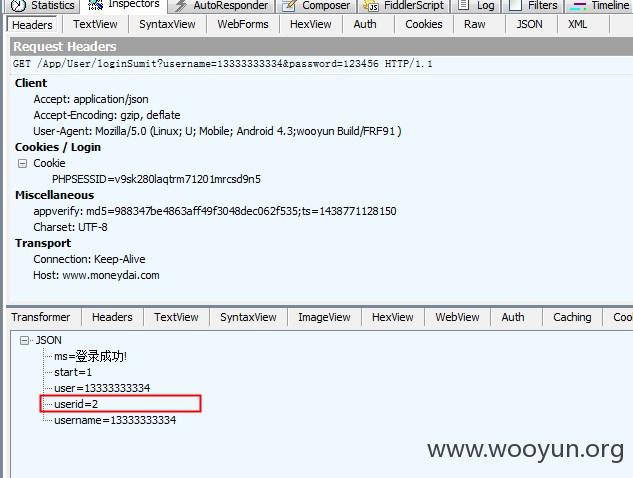 Statistics Inspectors AutoResponder Composer FiddlerScript Log Filters Timeline
Headers TextView SyntaxView WebForms HexView Auth Cookies Raw JSON XML
Request Headers
GET /App/User/loginSumit?username=13333333334&password=123456 HTTP/1.1
Client
Accept: application/json
Accept-Encoding: gzip, deflate
User-Agent: Mozilla/5.0 (Linux; U; Mobile; Android 4.3;wooyun Build/FRF91 )
Cookies / Login
Cookie
PHPSESSID=v9sk280laqtrm71201mrcsd9n5
Miscellaneous
appverify: md5=988347be4863aff49f3048dec062f535;ts=1438771128150
Charset: UTF-8
Transport
Connection: Keep-Alive
Host: www.moneydai.com
Transformer Headers TextView SyntaxView ImageView HexView WebView Auth Caching Coo
JSON
ms=登录成功!
start=1
user=13333333334
userid=2
username=13333333334
www.wooyun.org